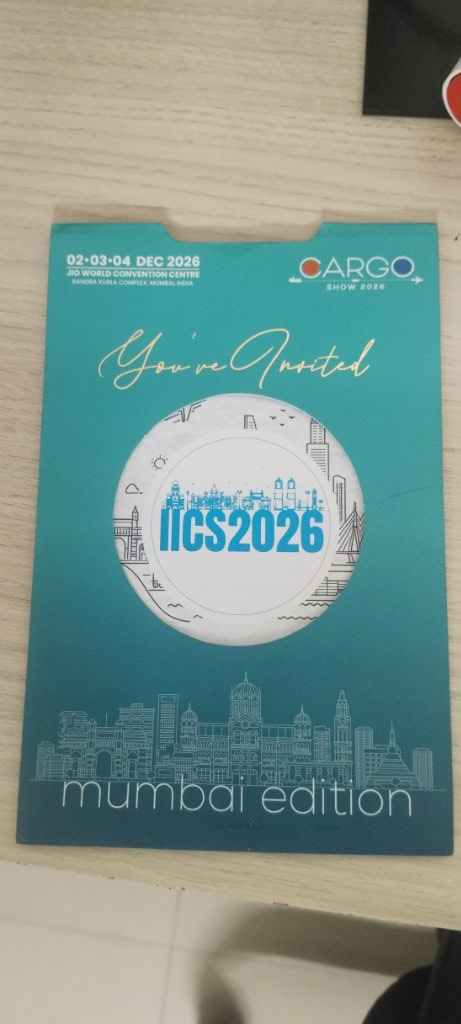 02•03•04 DEC 2026
JIO WORLD CONVENTION CENTRE
BANDRA KURLA COMPLEX, MUMBAI INDIA
CARGO
SHOW 2026
You've Invited
IICS2026
mumbai edition